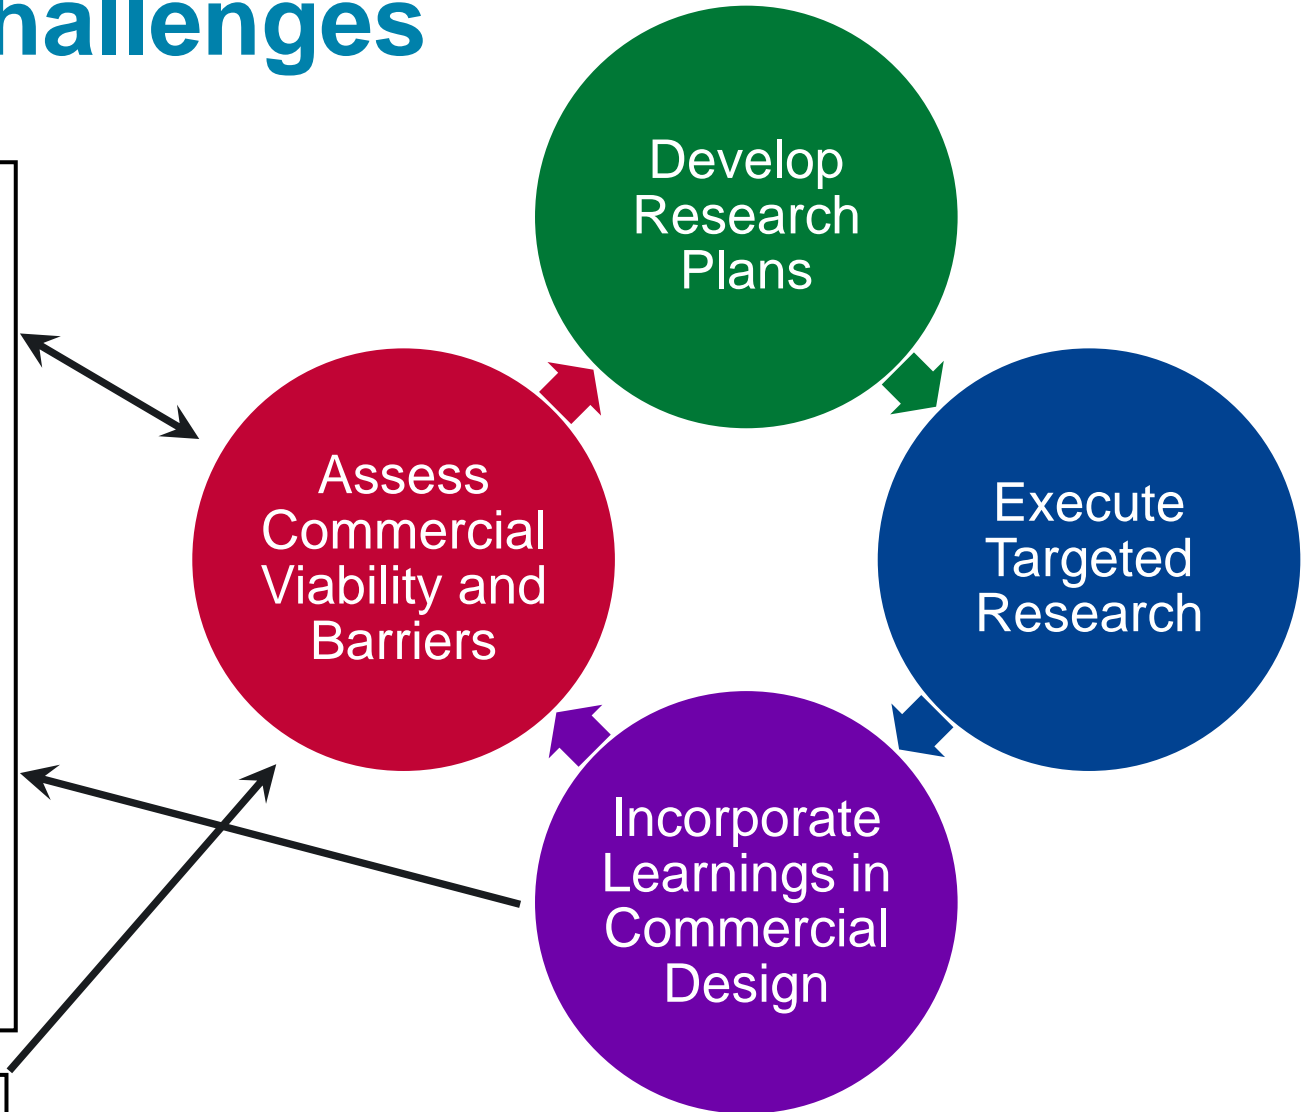 hallenges
Develop
Research
Plans
Assess
Commercial
Viability and
Barriers
Execute
Targeted
Research
Incorporate
Learnings in
Commercial
Design